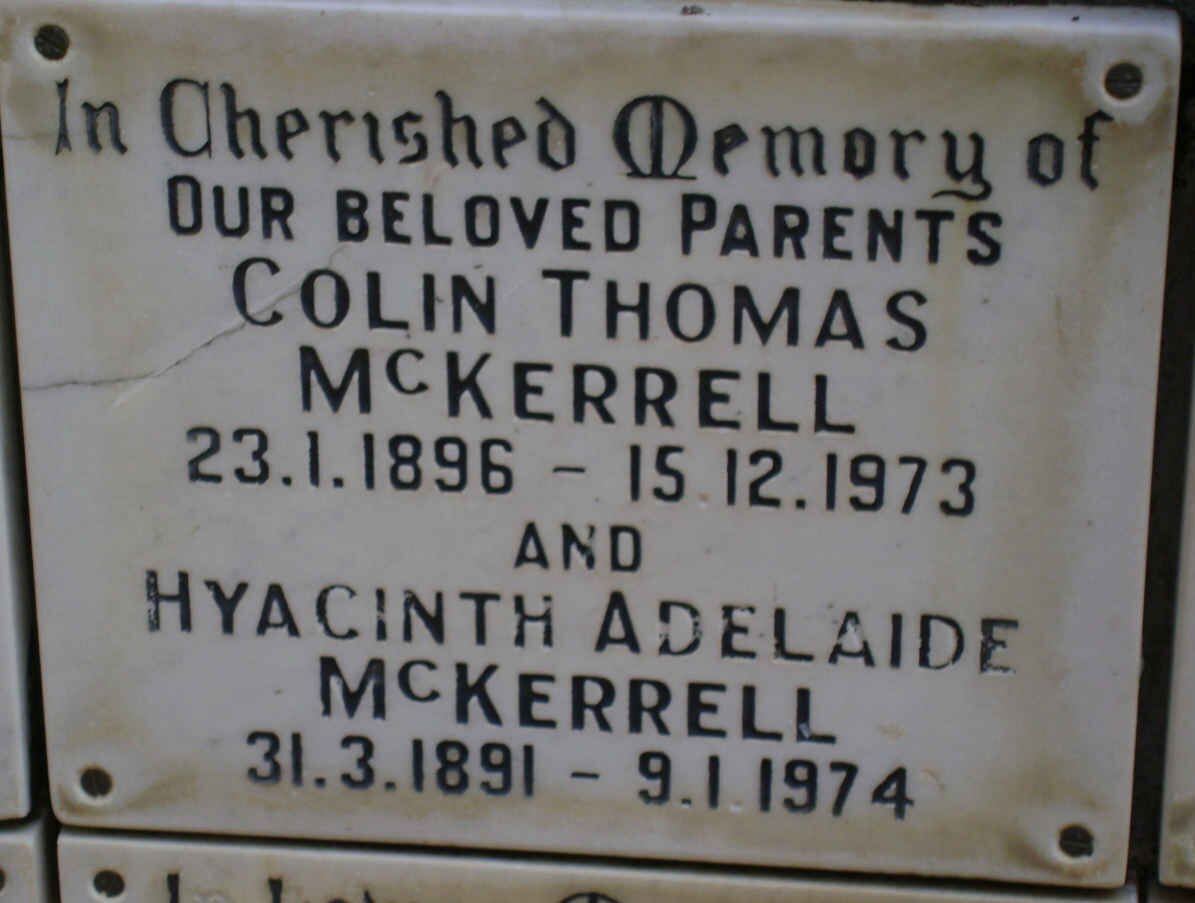 In Cherished Memory of
OUR BELOVED PARENTS
COLIN THOMAS
MCKERRELL
23.1.1896 - 15.12.1973
AND
HYACINTH ADELAIDE
MCKERRELL
31.3.1891 - 9.1.1974
In